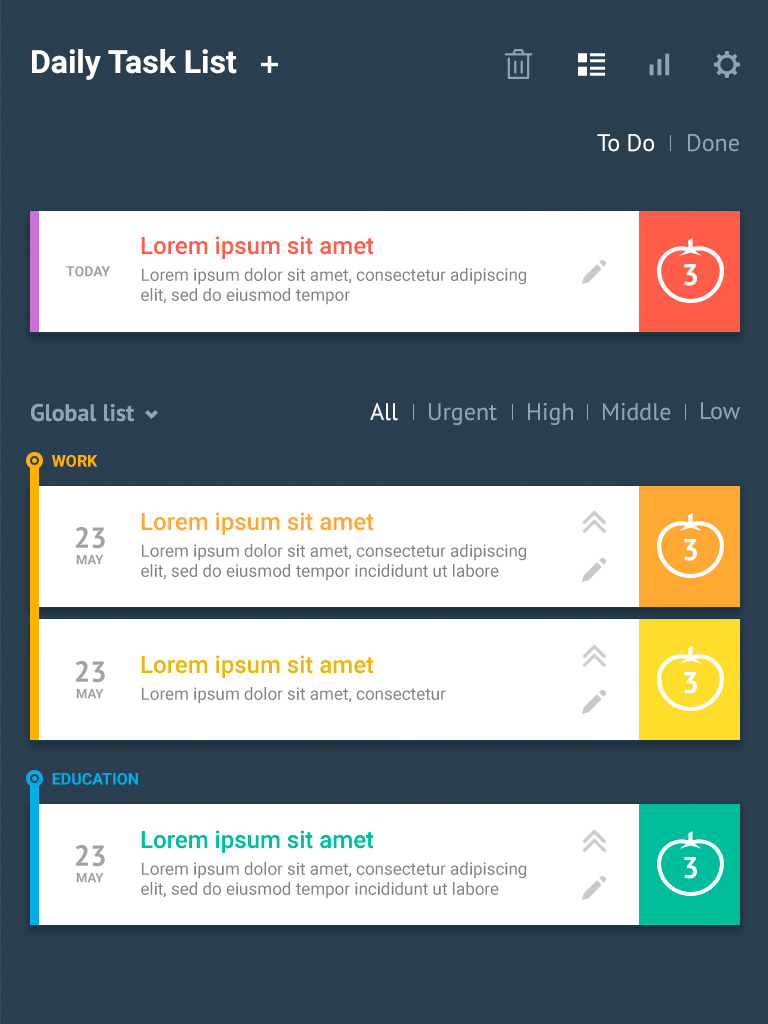 Daily Task List +
To Do | Done
TODAY
Lorem ipsum sit amet
Lorem ipsum dolor sit amet, consectetur adipiscing
elit, sed do eiusmod tempor
3
Global list
All | Urgent | High | Middle | Low
WORK
23
MAY
Lorem ipsum sit amet
Lorem ipsum dolor sit amet, consectetur adipiscing
elit, sed do eiusmod tempor incididunt ut labore
3
23
MAY
Lorem ipsum sit amet
Lorem ipsum dolor sit amet, consectetur
3
EDUCATION
23
MAY
Lorem ipsum sit amet
Lorem ipsum dolor sit amet, consectetur adipiscing
elit, sed do eiusmod tempor incididunt ut labore
3